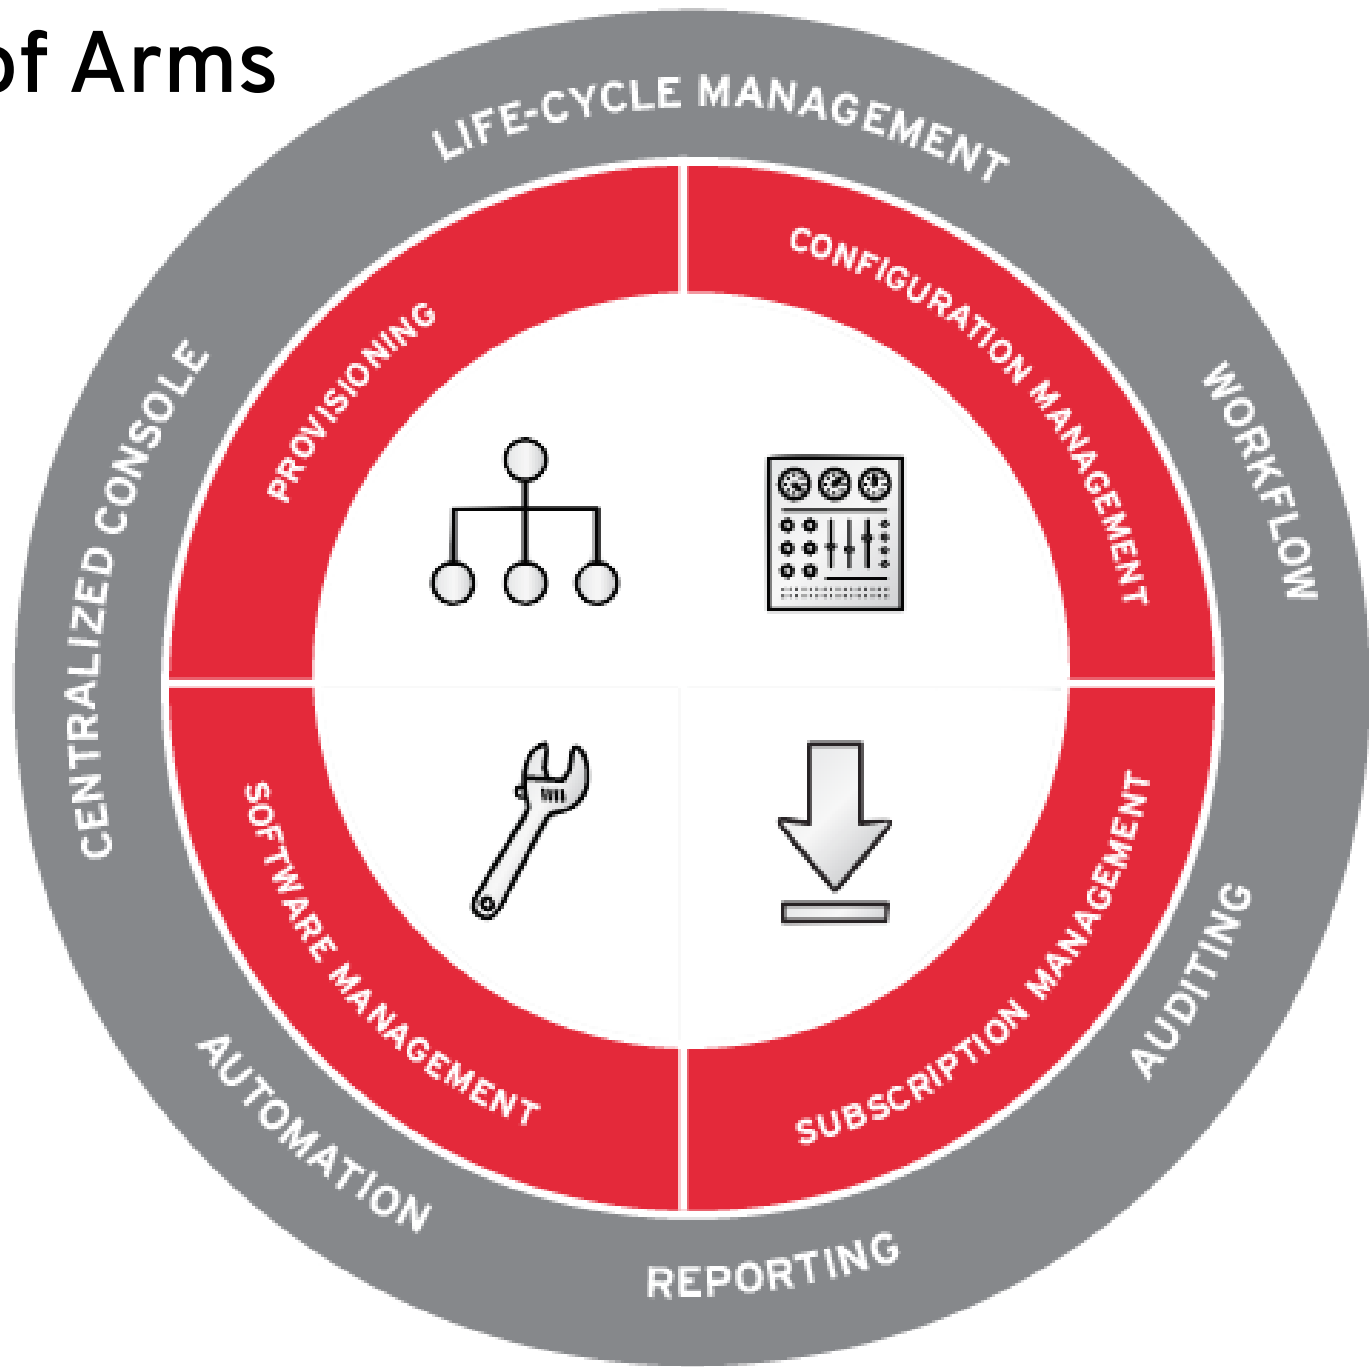 of Arms
LIFE-CYCLE MANAGEMENT
WORKFLOW
AUDITING
REPORTING
AUTOMATION
CENTRALIZED CONSOLE
PROVISIONING
CONFIGURATION MANAGEMENT
SUBSCRIPTION MANAGEMENT
SOFTWARE MANAGEMENT